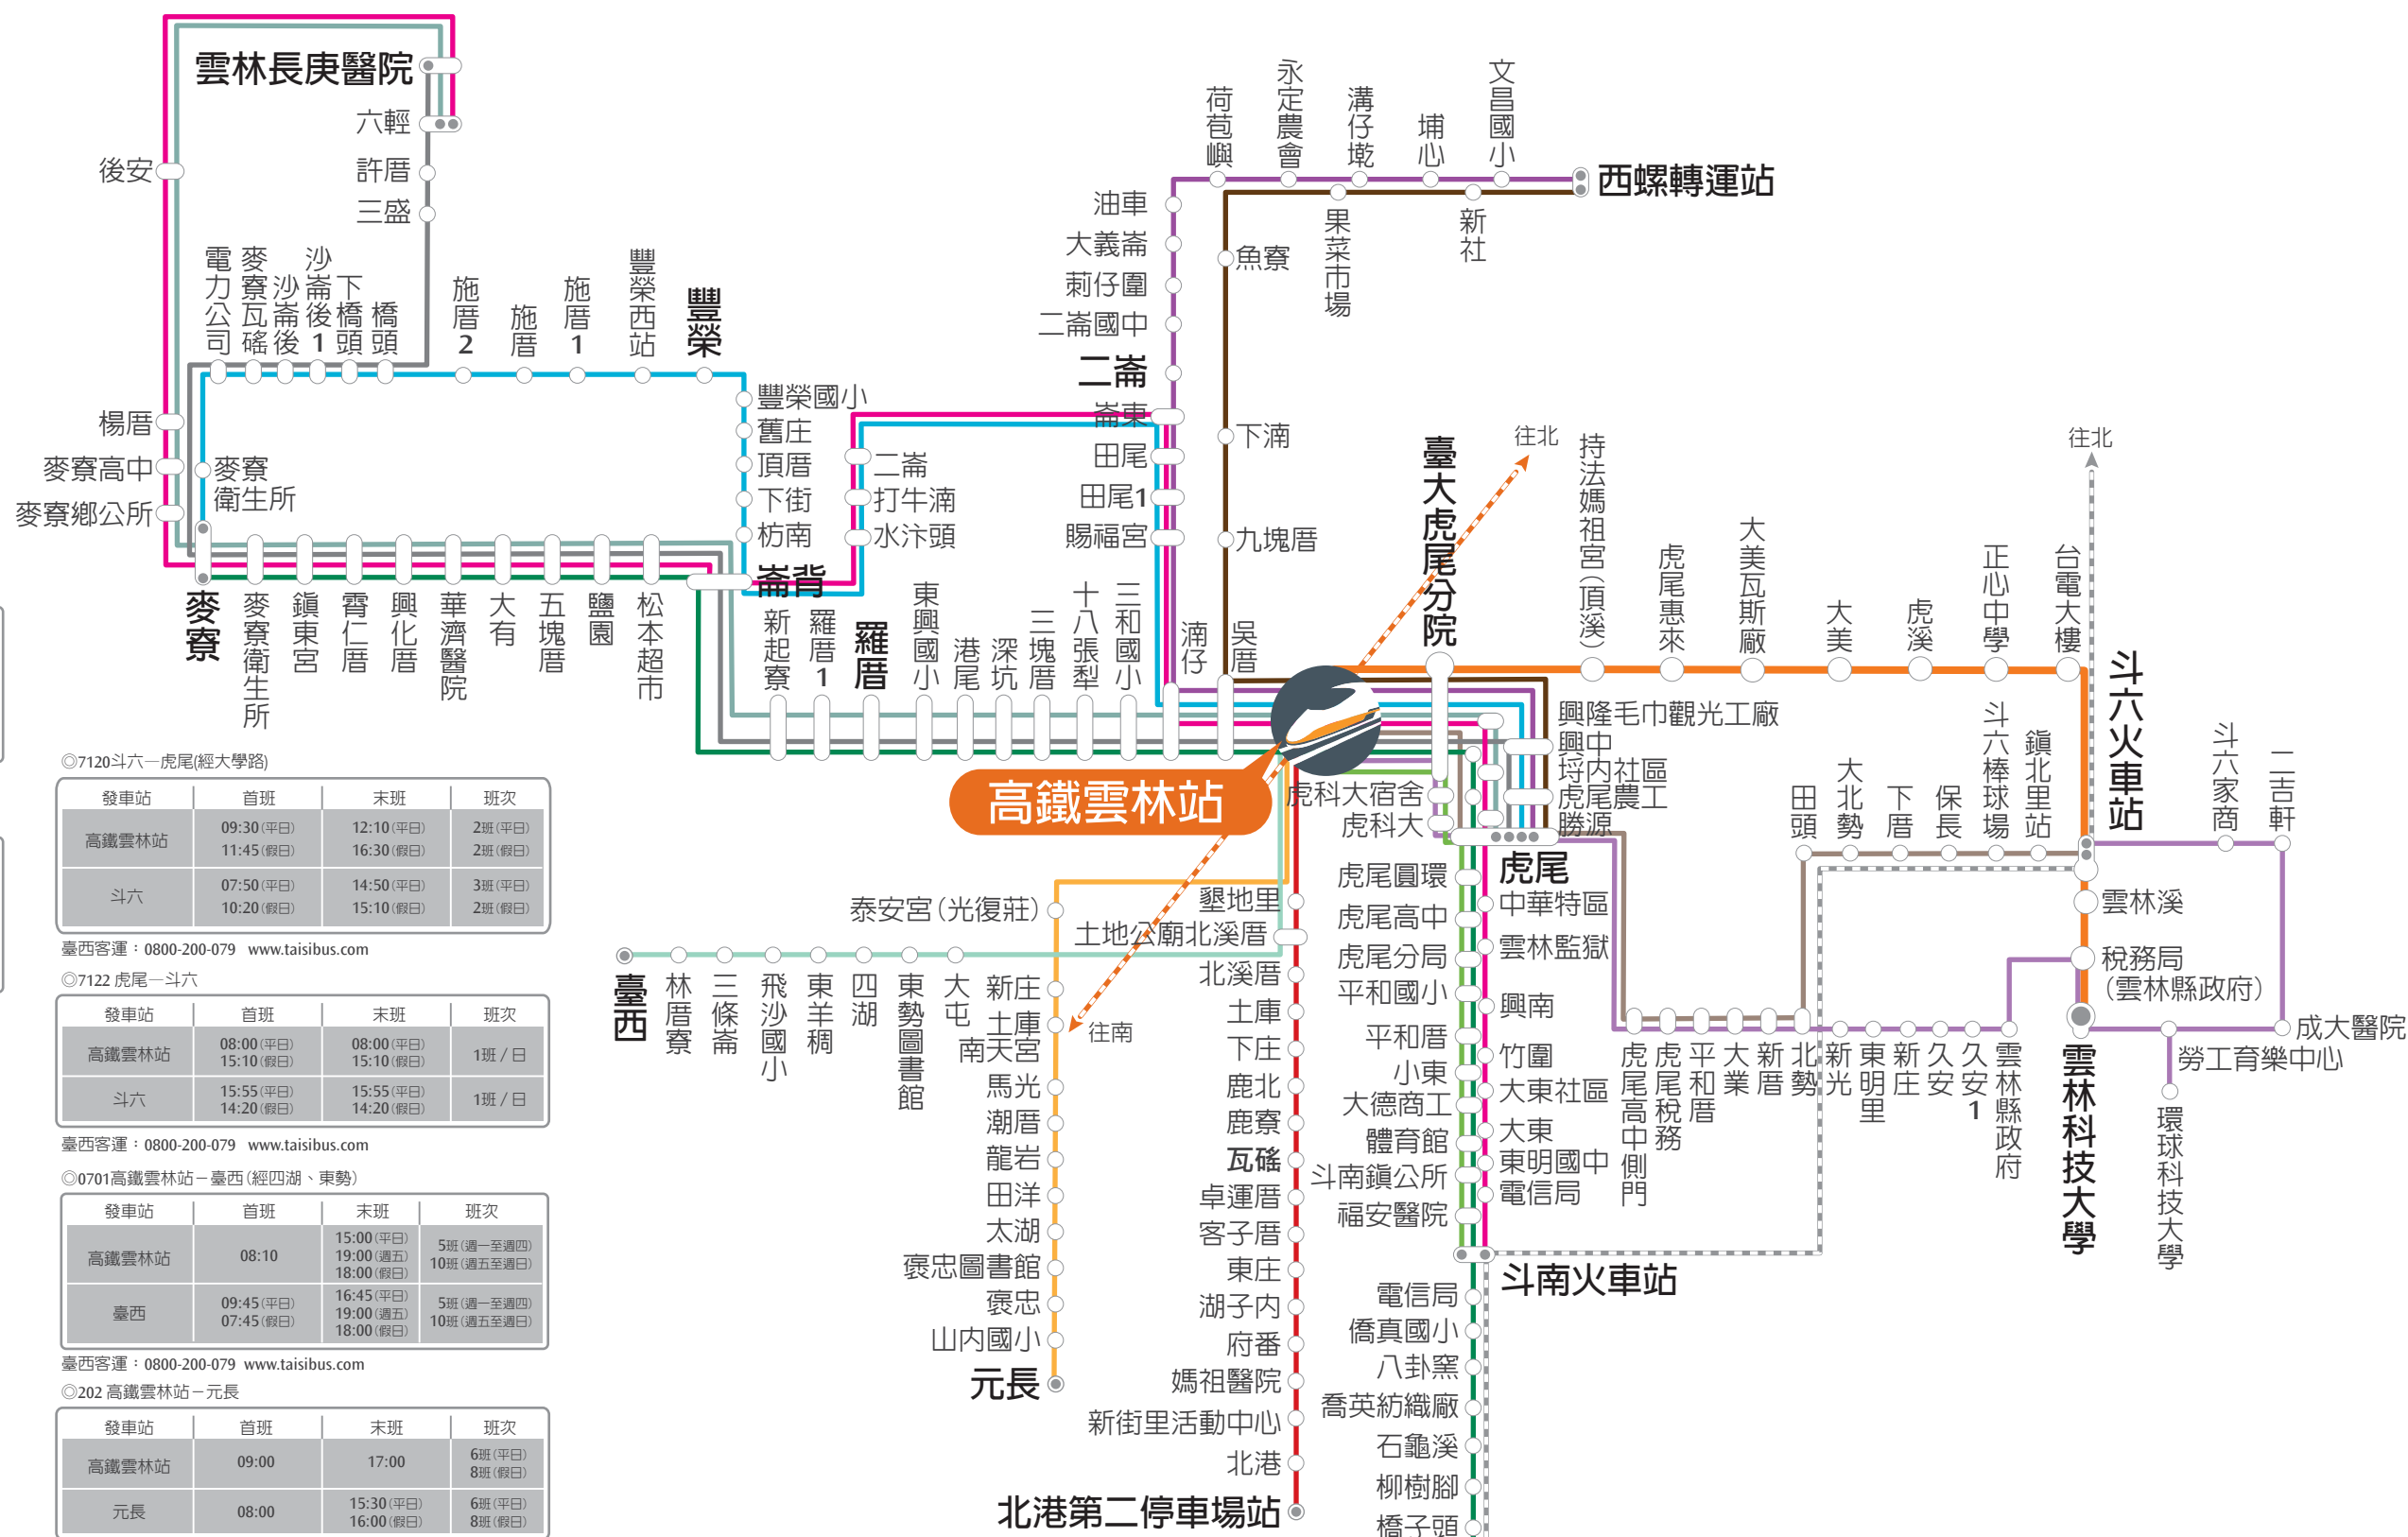 雲林長庚醫院
六輕
許厝
三盛
後安
楊厝
麥寮高中
麥寮鄉公所
電力公司
麥寮瓦磘
沙崙後
沙崙後1
下橋頭
橋頭
施厝2
施厝
施厝1
豐榮西站
豐榮
豐榮國小
舊庄
頂厝
下街
枋南
崙背
麥寮
衛生所
麥寮
麥寮衛生所
鎮東宮
霄仁厝
興化厝
華濟醫院
大有
五塊厝
鹽園
松本超市
二崙
打牛湳
水汴頭
新起寮
羅厝1
羅厝
東興國小
港尾
深坑
三塊厝
十八張犁
三和國小
湳仔
吳厝
荷苞嶼
永定農會
溝仔墘
埔心
文昌國小
西螺轉運站
油車
大義崙
莿仔圍
二崙國中
二崙
崙東
田尾
田尾1
賜福宮
果菜市場
新社
魚寮
下湳
九塊厝
臺大虎尾分院
往北
持法媽祖宮(頂溪)
虎尾惠來
大美瓦斯廠
大美
虎溪
正心中學
台電大樓
往北
斗六火車站
高鐵雲林站
興隆毛巾觀光工廠
興中
埒內社區
虎尾農工
勝源
虎科大宿舍
虎科大
虎尾
虎尾圓環
虎尾高中
虎尾分局
平和國小
平和厝
小東
大德商工
體育館
斗南鎮公所
福安醫院
中華特區
雲林監獄
興南
竹圍
大東社區
大東
東明國中
電信局
斗南火車站
電信局
僑真國小
八卦窯
喬英紡織廠
石龜溪
柳樹腳
橋子頭
田頭
大北勢
下厝
保長
斗六棒球場
鎮北里站
斗六家商
二吉軒
雲林溪
稅務局
(雲林縣政府)
成大醫院
勞工育樂中心
環球科技大學
雲林科技大學
虎尾高中側門
虎尾稅務
平和厝
大業
新厝
北勢
新光
東明里
新庄
久安
久安1
雲林縣政府
泰安宮(光復莊)
新庄
土庫
南天宮
馬光
潮厝
龍岩
田洋
太湖
褒忠圖書館
褒忠
山內國小
元長
往南
墾地里
土地公廟北溪厝
北溪厝
土庫
下庄
鹿北
鹿寮
瓦磘
卓運厝
客子厝
東庄
湖子內
府番
媽祖醫院
新街里活動中心
北港
北港第二停車場站
臺西
林厝寮
三條崙
飛沙國小
東羊稠
四湖
東勢圖書館
大屯
◎7120斗六—虎尾(經大學路)
發車站 首班 末班 班次
高鐵雲林站 09:30(平日) 12:10(平日) 2班(平日)
11:45(假日) 16:30(假日) 2班(假日)
斗六 07:50(平日) 14:50(平日) 3班(平日)
10:20(假日) 15:10(假日) 2班(假日)
臺西客運：0800-200-079 www.taisibus.com
◎7122 虎尾—斗六
發車站 首班 末班 班次
高鐵雲林站 08:00(平日) 08:00(平日) 1班 / 日
15:10(假日) 15:10(假日)
斗六 15:55(平日) 15:55(平日) 1班 / 日
14:20(假日) 14:20(假日)
臺西客運：0800-200-079 www.taisibus.com
◎0701高鐵雲林站－臺西(經四湖、東勢)
發車站 首班 末班 班次
高鐵雲林站 08:10 15:00(平日) 5班(週一至週四)
19:00(週五) 10班(週五至週日)
18:00(假日)
臺西 09:45(平日) 16:45(平日) 5班(週一至週四)
07:45(假日) 19:00(週五) 10班(週五至週日)
18:00(假日)
臺西客運：0800-200-079 www.taisibus.com
◎202 高鐵雲林站－元長
發車站 首班 末班 班次
高鐵雲林站 09:00 17:00 6班(平日)
8班(假日)
元長 08:00 15:30(平日) 6班(平日)
16:00(假日) 8班(假日)